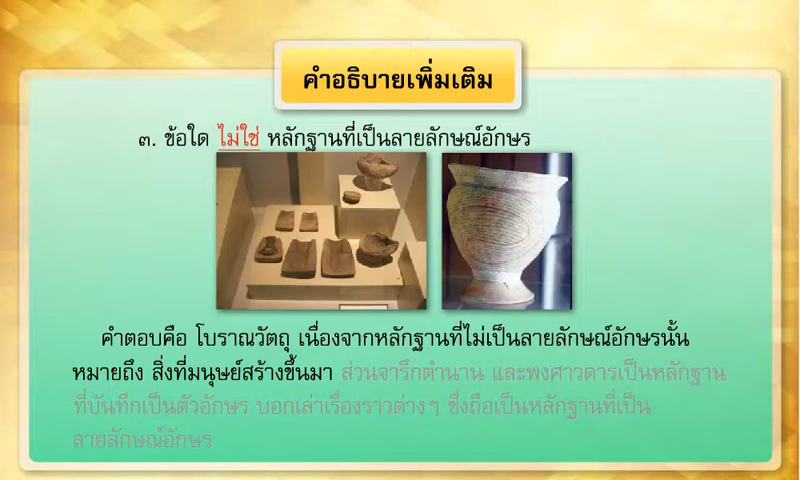 คำอธิบายเพิ่มเติม
๓. ข้อใด ไม่ใช่ หลักฐานที่เป็นลายลักษณ์อักษร
คำตอบคือ โบราณวัตถุ เนื่องจากหลักฐานที่ไม่เป็นลายลักษณ์อักษรนั้น
หมายถึง สิ่งที่มนุษย์สร้างขึ้นมา ส่วนจารึกตำนาน และพงศาวดารเป็นหลักฐาน
ที่บันทึกเป็นตัวอักษร บอกเล่าเรื่องราวต่าง ๆ ซึ่งถือเป็นหลักฐานที่เป็น
ลายลักษณ์อักษร